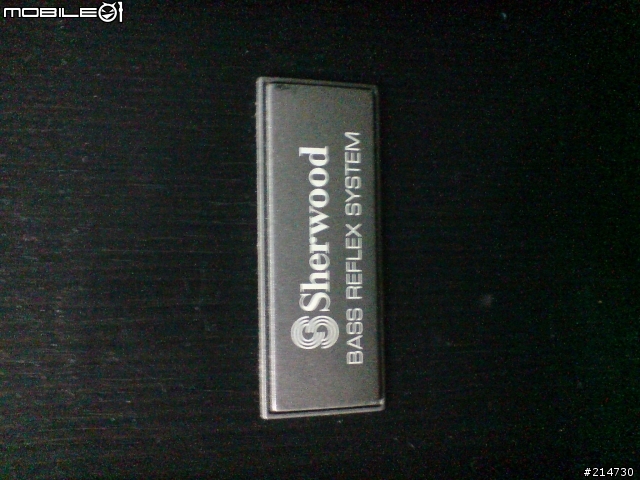 MOBILE01
Sherwood
BASS REFLEX SYSTEM
#214730